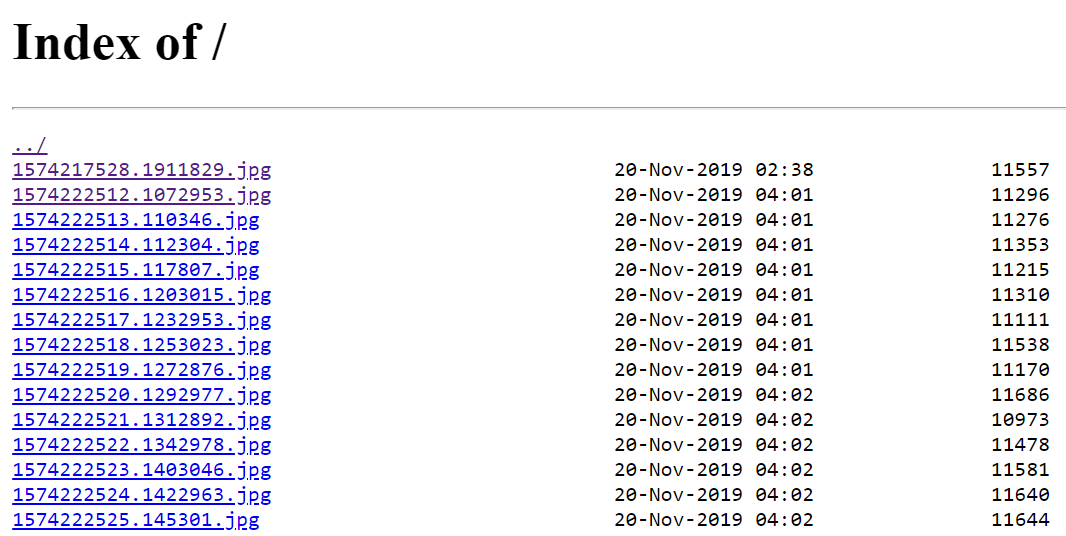 Index of /
../
1574217528.1911829.jpg 20-Nov-2019 02:38 11557
1574222512.1072953.jpg 20-Nov-2019 04:01 11296
1574222513.110346.jpg 20-Nov-2019 04:01 11276
1574222514.112304.jpg 20-Nov-2019 04:01 11353
1574222515.117807.jpg 20-Nov-2019 04:01 11215
1574222516.1203015.jpg 20-Nov-2019 04:01 11310
1574222517.1232953.jpg 20-Nov-2019 04:01 11111
1574222518.1253023.jpg 20-Nov-2019 04:01 11538
1574222519.1272876.jpg 20-Nov-2019 04:01 11170
1574222520.1292977.jpg 20-Nov-2019 04:02 11686
1574222521.1312892.jpg 20-Nov-2019 04:02 10973
1574222522.1342978.jpg 20-Nov-2019 04:02 11478
1574222523.1403046.jpg 20-Nov-2019 04:02 11581
1574222524.1422963.jpg 20-Nov-2019 04:02 11640
1574222525.145301.jpg 20-Nov-2019 04:02 11644